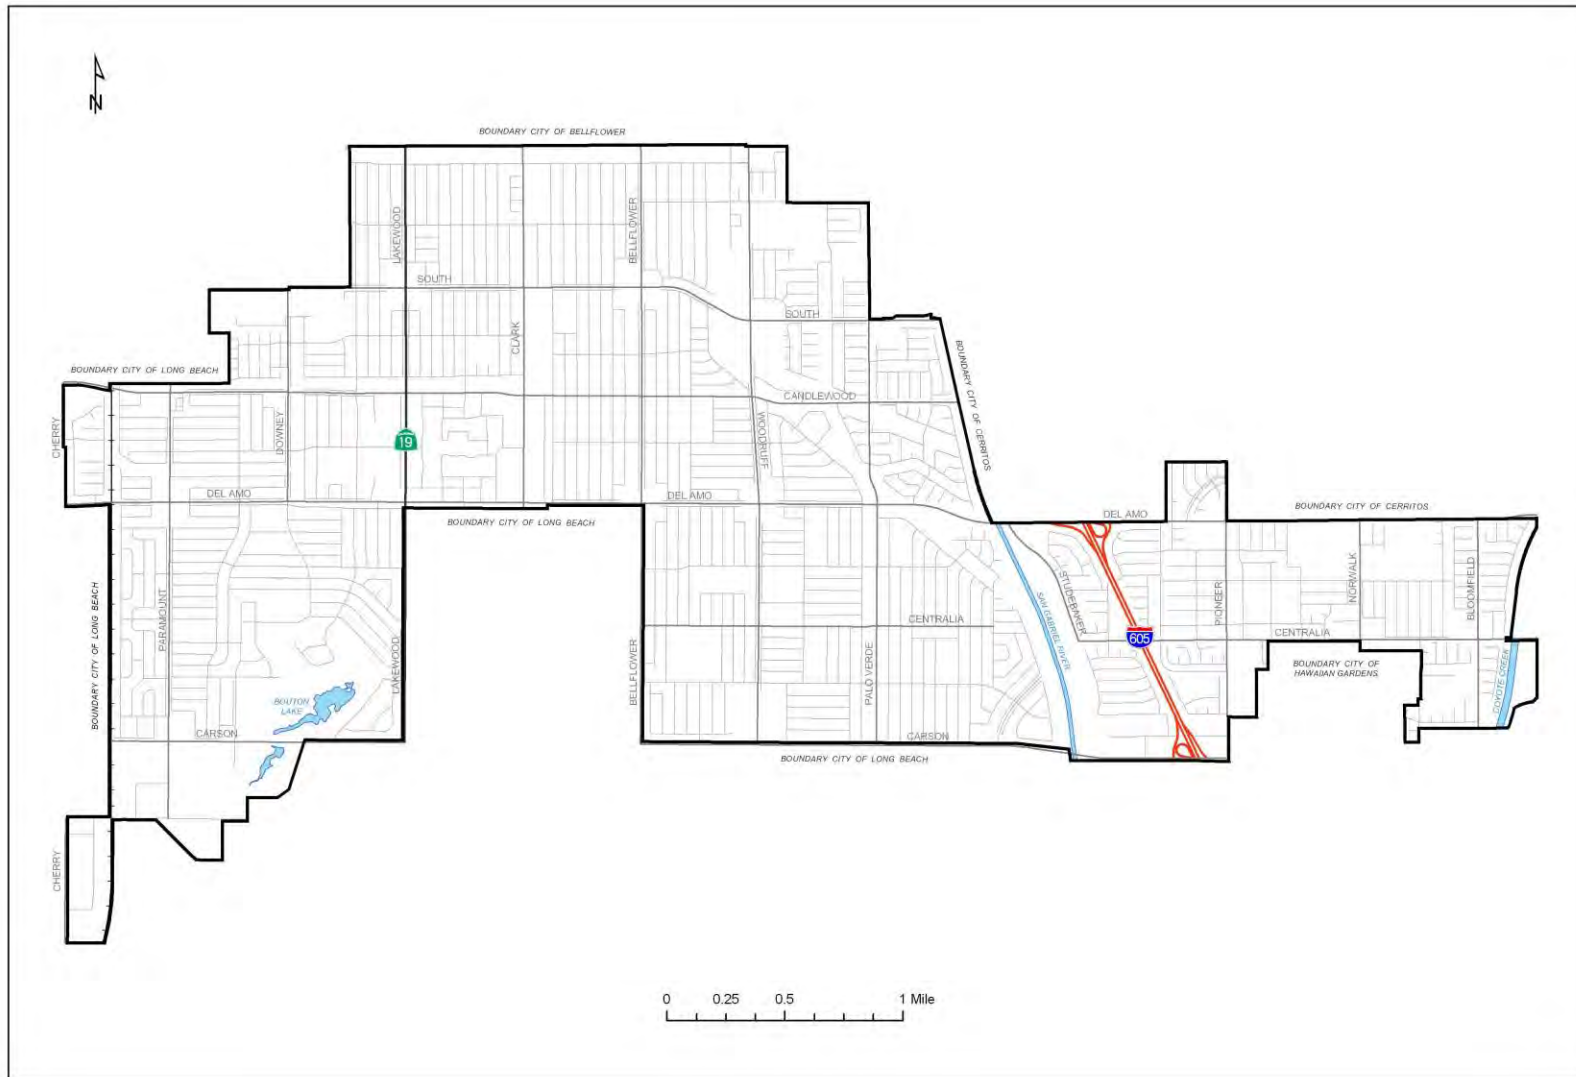 N
BOUNDARY CITY OF BELLFLOWER
LAKEWOOD
BELLFLOWER
SOUTH
SOUTH
CLARK
BOUNDARY CITY OF CERRITOS
BOUNDARY CITY OF LONG BEACH
CANDLEWOOD
CHERRY
DOWNEY
19
WOODRUFF
DEL AMO
DEL AMO
DEL AMO
BOUNDARY CITY OF CERRITOS
BOUNDARY CITY OF LONG BEACH
BOUNDARY CITY OF LONG BEACH
PARAMOUNT
LAKEWOOD
STUDEBAKER
SAN GABRIEL RIVER
PIONEER
NORWALK
BLOOMFIELD
CENTRALIA
CENTRALIA
605
BELLFLOWER
PALO VERDE
BOUNDARY CITY OF
HAWAIIAN GARDENS
COYOTE CREEK
BOUTON
LAKE
CARSON
CARSON
BOUNDARY CITY OF LONG BEACH
CHERRY
0 0.25 0.5 1 Mile